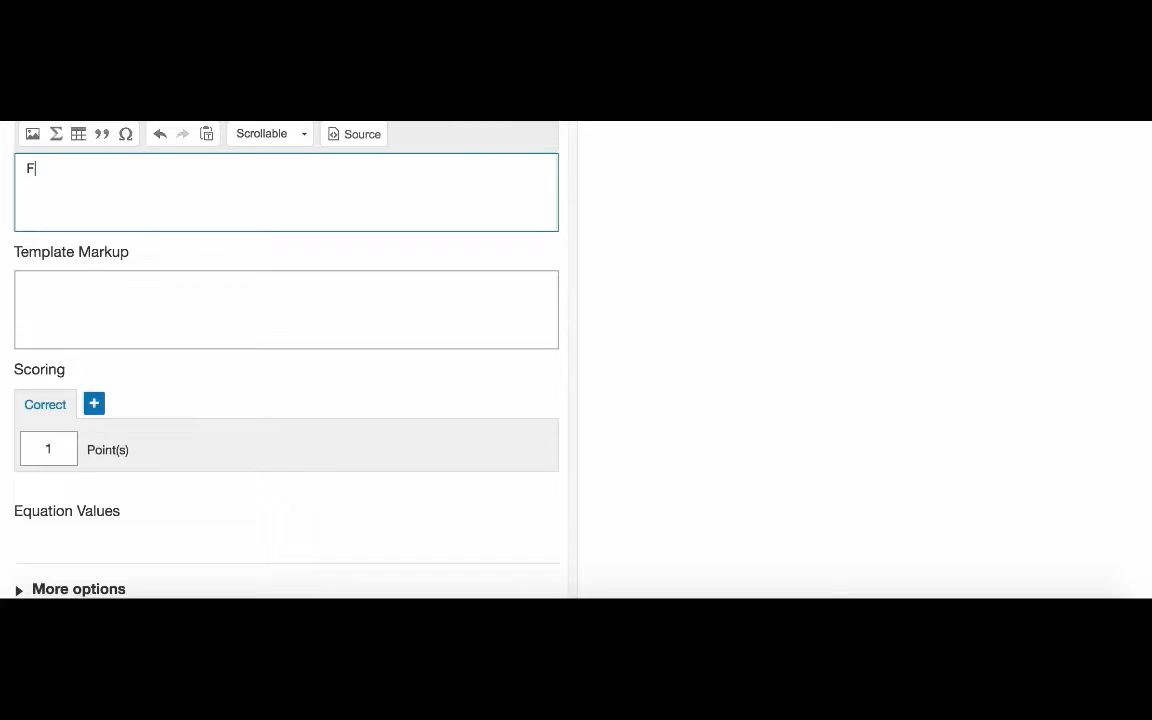 Scrollable Source
F
Template Markup
Scoring
Correct +
1 Point(s)
Equation Values
More options